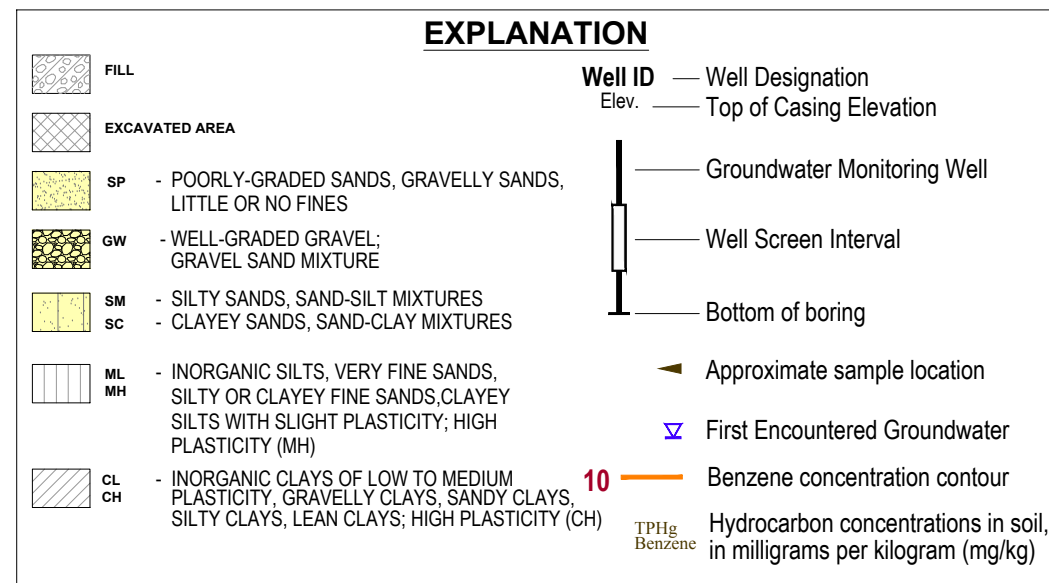 EXPLANATION
FILL
EXCAVATED AREA
SP - POORLY-GRADED SANDS, GRAVELLY SANDS,
LITTLE OR NO FINES
GW - WELL-GRADED GRAVEL;
GRAVEL SAND MIXTURE
SM - SILTY SANDS, SAND-SILT MIXTURES
SC - CLAYEY SANDS, SAND-CLAY MIXTURES
ML - INORGANIC SILTS, VERY FINE SANDS,
MH SILTY OR CLAYEY FINE SANDS,CLAYEY
SILTS WITH SLIGHT PLASTICITY; HIGH
PLASTICITY (MH)
CL - INORGANIC CLAYS OF LOW TO MEDIUM
CH PLASTICITY, GRAVELLY CLAYS, SANDY CLAYS,
SILTY CLAYS, LEAN CLAYS; HIGH PLASTICITY (CH)
Well ID — Well Designation
Elev. — Top of Casing Elevation
Groundwater Monitoring Well
Well Screen Interval
Bottom of boring
Approximate sample location
First Encountered Groundwater
10 Benzene concentration contour
TPHg Hydrocarbon concentrations in soil,
Benzene in milligrams per kilogram (mg/kg)